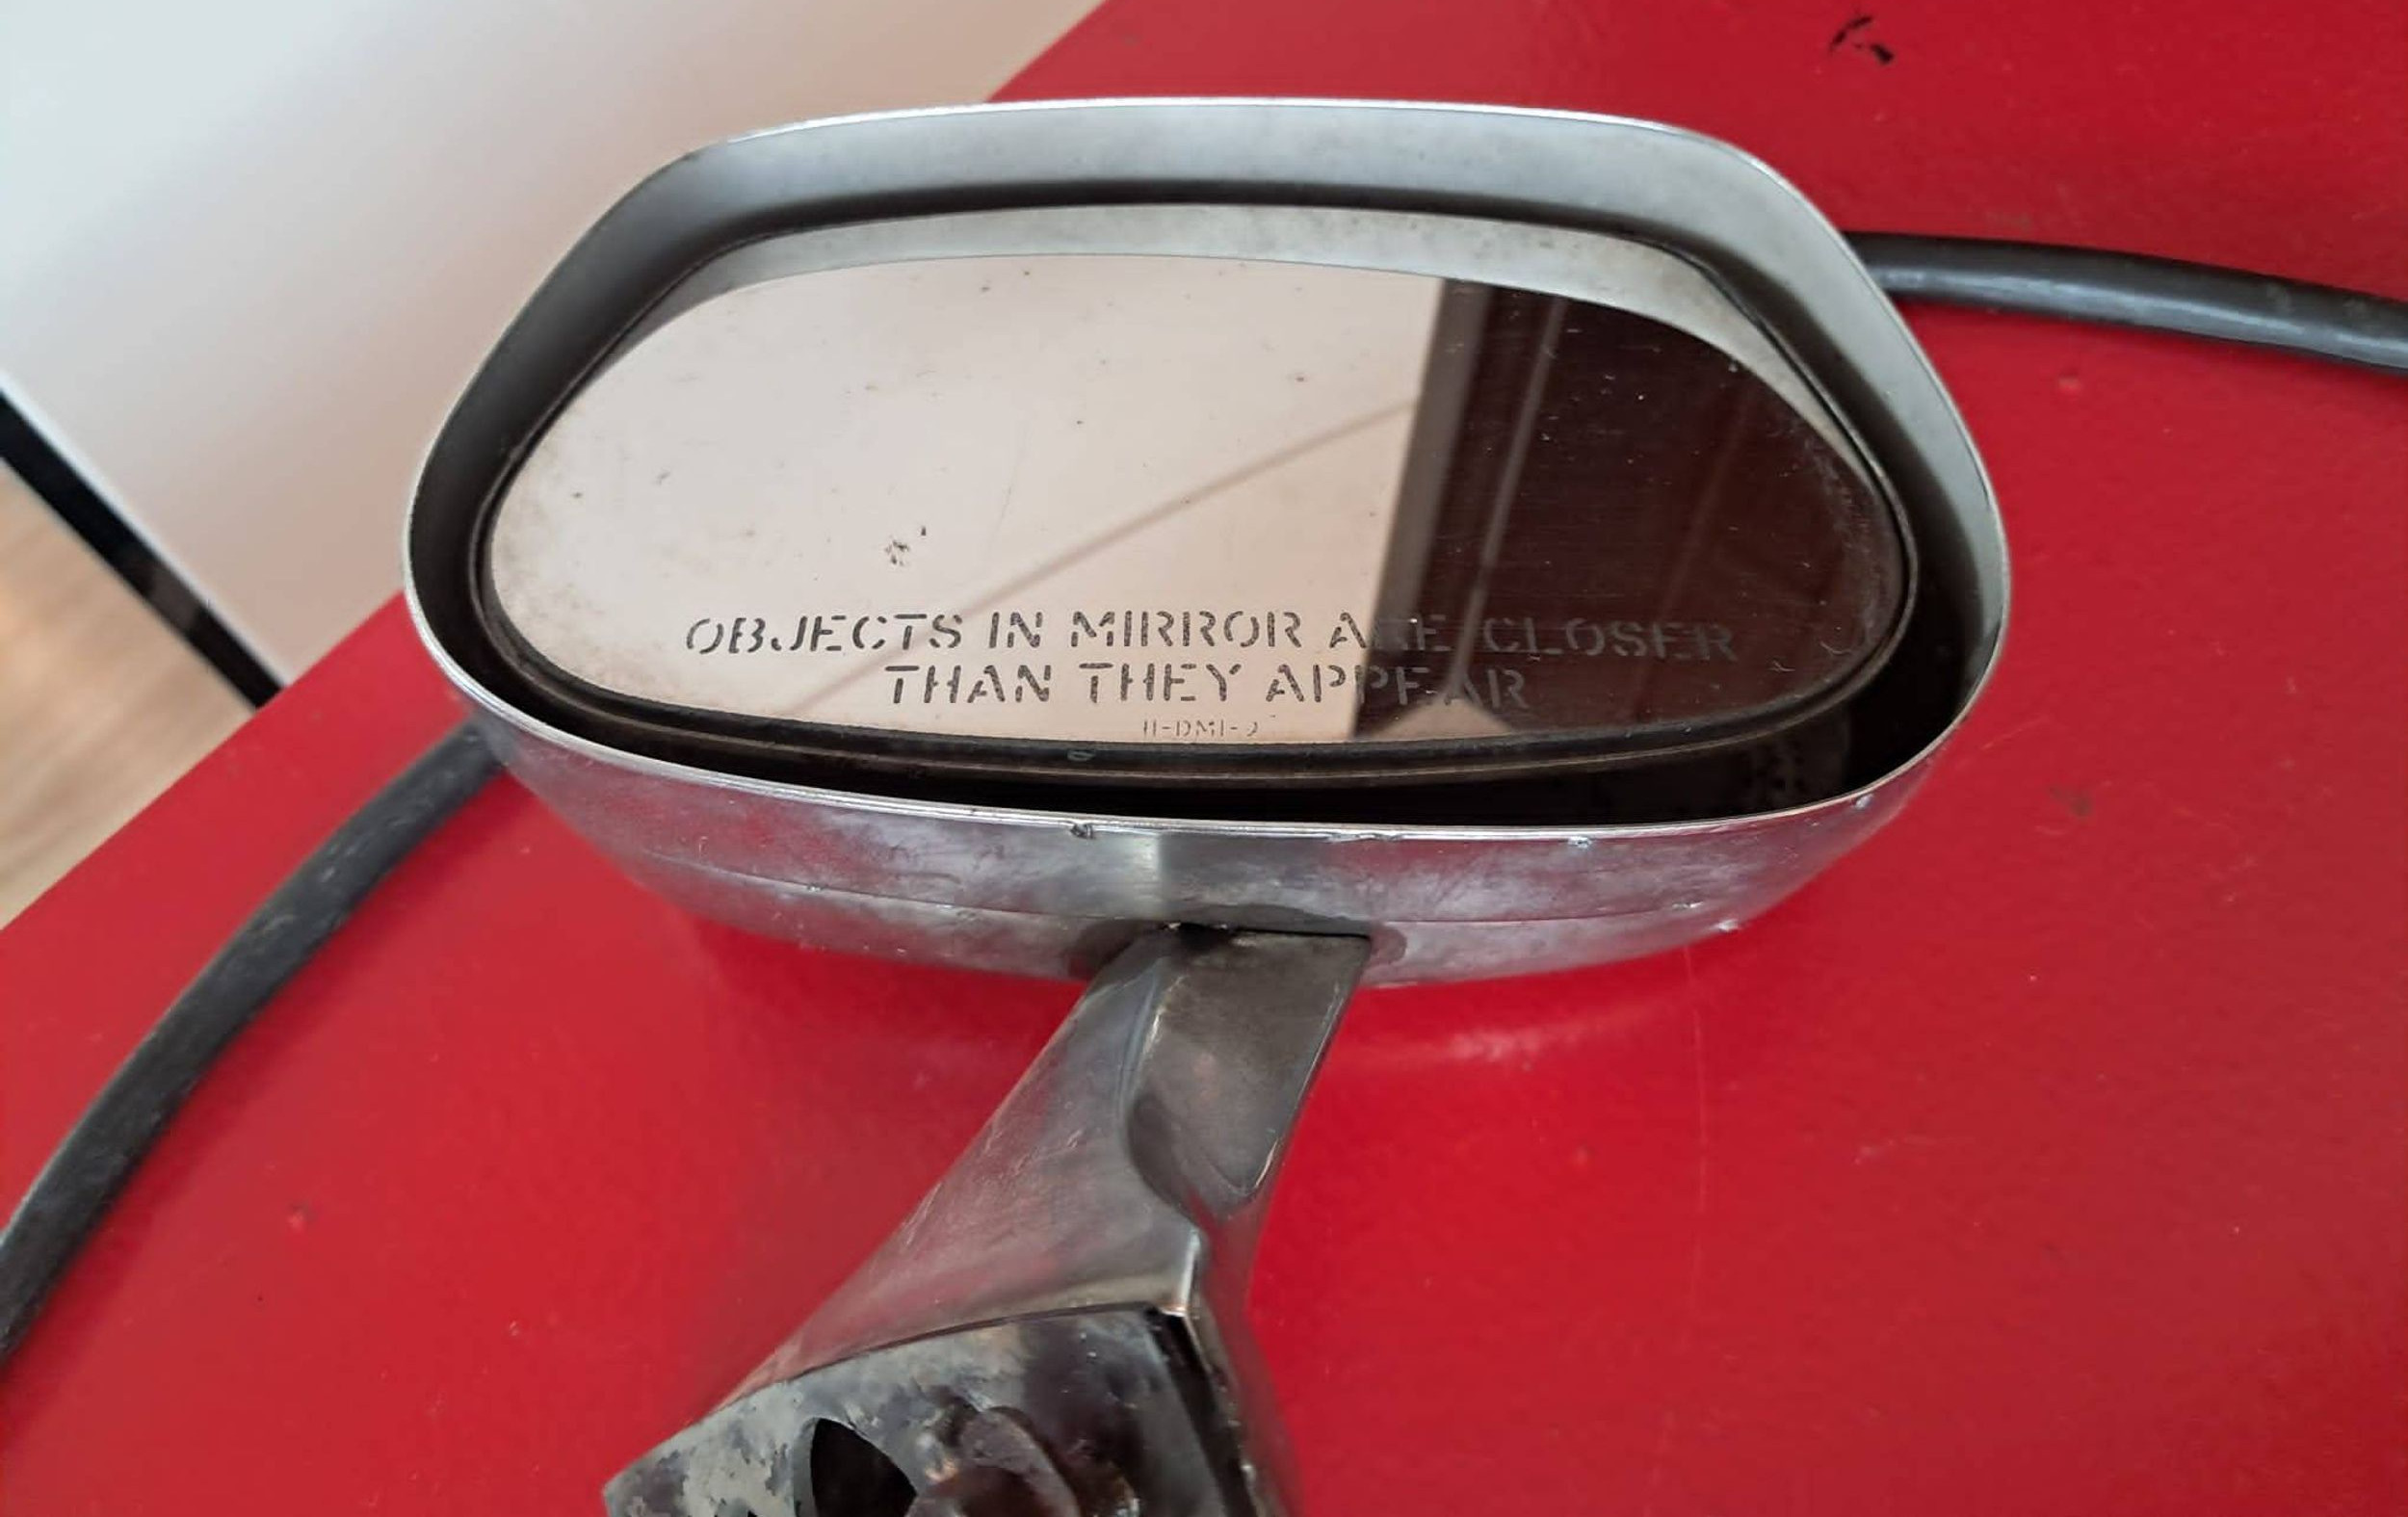 OBJECTS IN MIRROR ARE CLOSER
THAN THEY APPEAR